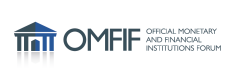 OMFIF
OFFICIAL MONETARY
AND FINANCIAL
INSTITUTIONS FORUM